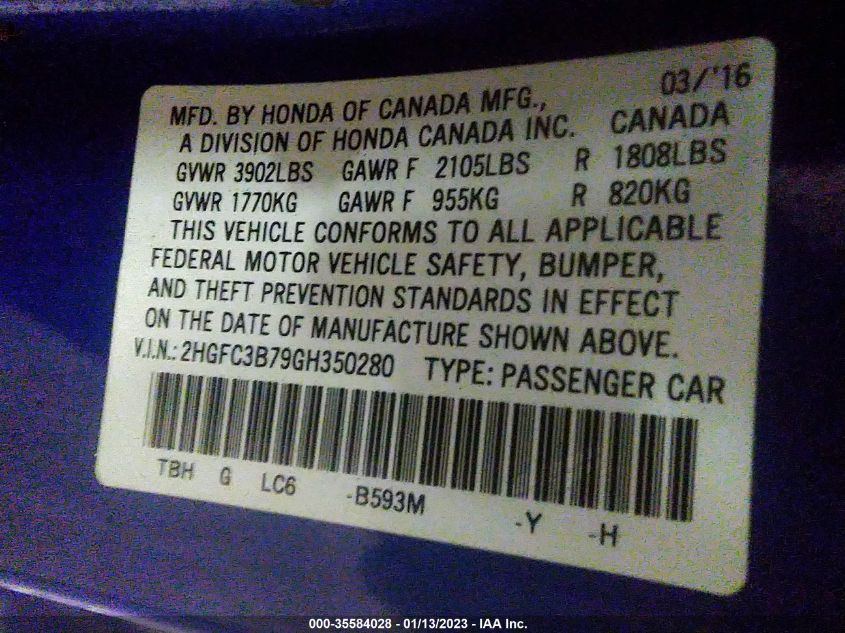 03/'16
MFD. BY HONDA OF CANADA MFG.,
A DIVISION OF HONDA CANADA INC. CANADA
GVWR 3902LBS GAWR F 2105LBS R 1808LBS
GVWR 1770KG GAWR F 955KG R 820KG
THIS VEHICLE CONFORMS TO ALL APPLICABLE
FEDERAL MOTOR VEHICLE SAFETY, BUMPER,
AND THEFT PREVENTION STANDARDS IN EFFECT
ON THE DATE OF MANUFACTURE SHOWN ABOVE.
V.I.N.: 2HGFC3B79GH350280 TYPE: PASSENGER CAR
TBH G LC6 -B593M -Y -H
000-35584028 - 01/13/2023 - IAA Inc.